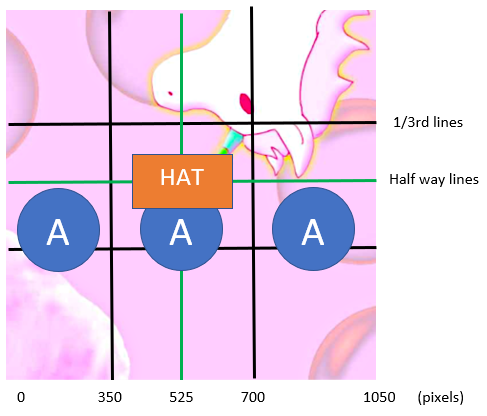 1/3rd lines
HAT
Half way lines
A A A
0 350 525 700 1050 (pixels)